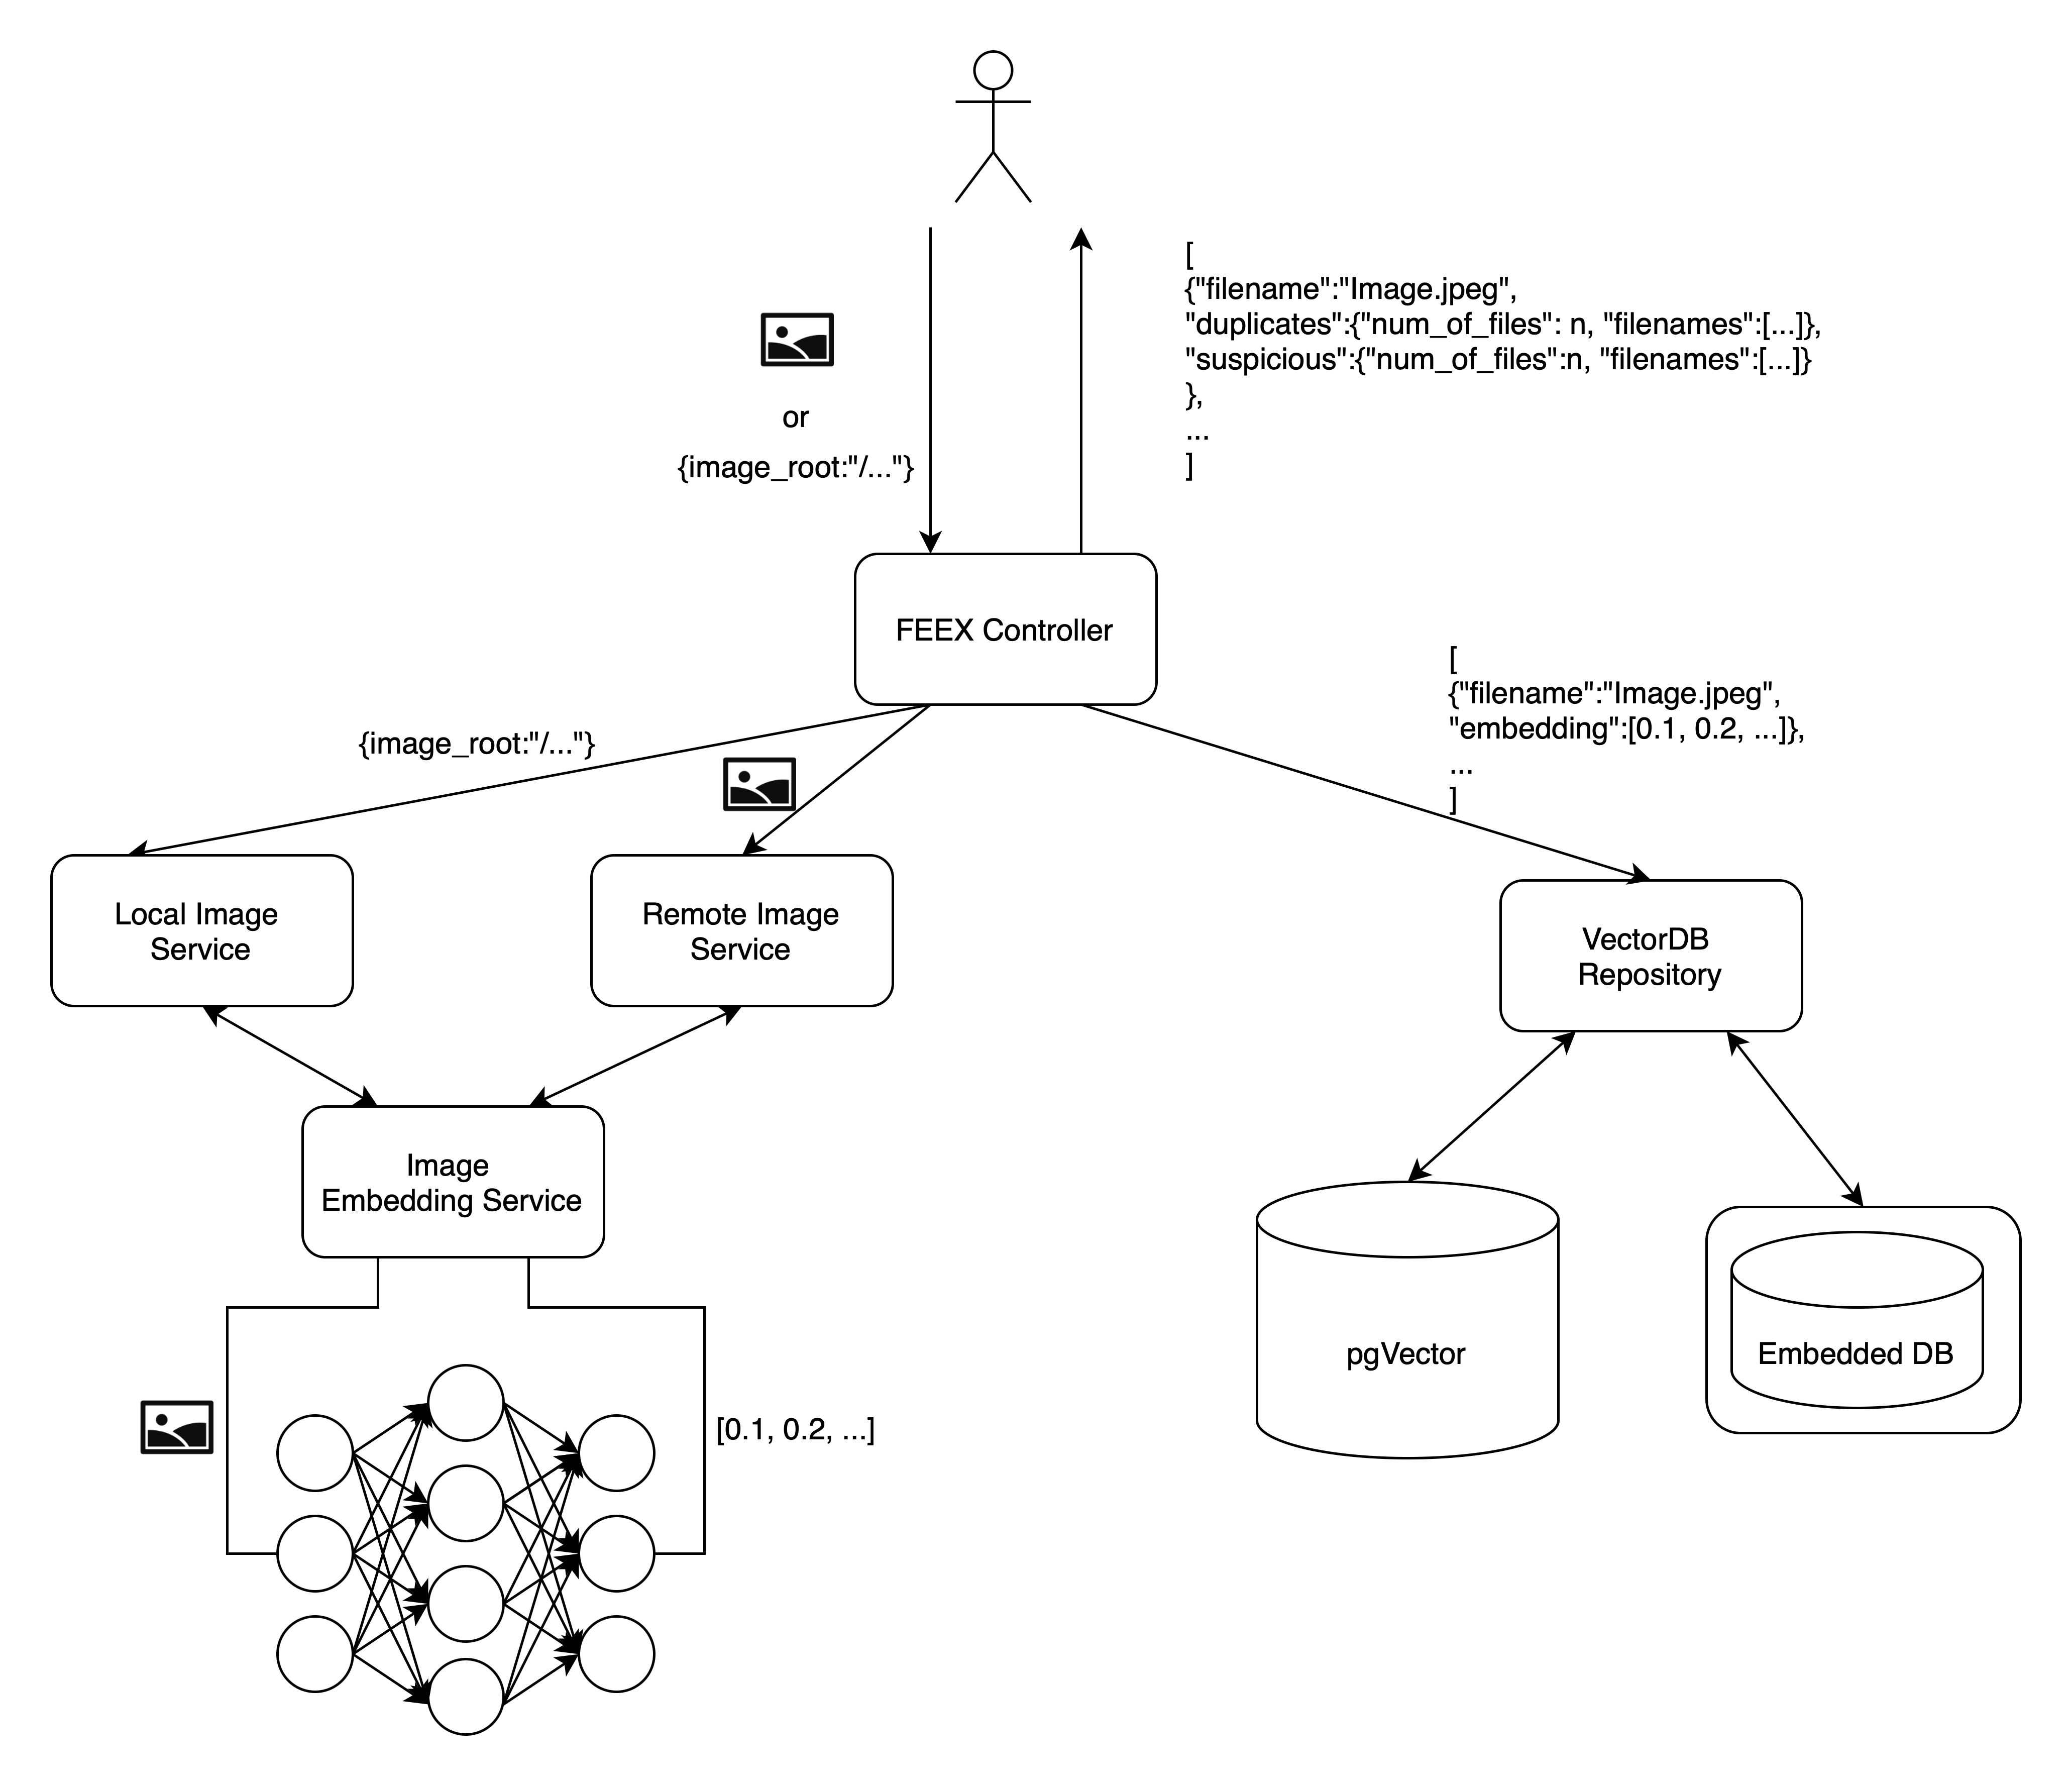 [
{"filename":"Image.jpeg",
"duplicates":{"num_of_files": n, "filenames":[...]},
"suspicious":{"num_of_files":n, "filenames":[...]}
},
...
]
or
{image_root:"/..."}
FEEX Controller
[
{"filename":"Image.jpeg",
"embedding":[0.1, 0.2, ...]},
...
]
{image_root:"/..."}
Local Image
Service
Remote Image
Service
VectorDB
Repository
Image
Embedding Service
pgVector
Embedded DB
[0.1, 0.2, ...]